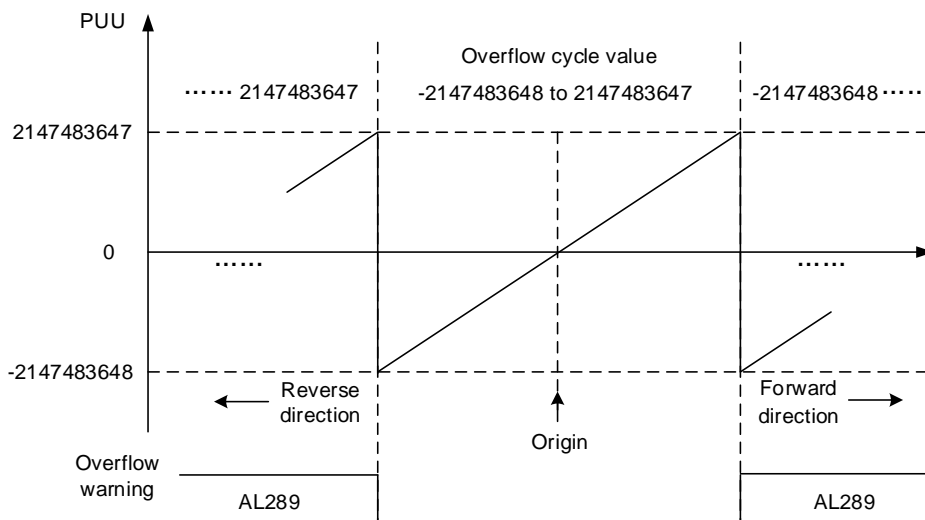 PUU
Overflow cycle value
…… 2147483647
-2147483648 to 2147483647
-2147483648 ……
2147483647
0
……
……
-2147483648
Reverse
direction
Forward
direction
Origin
Overflow
warning
AL289
AL289